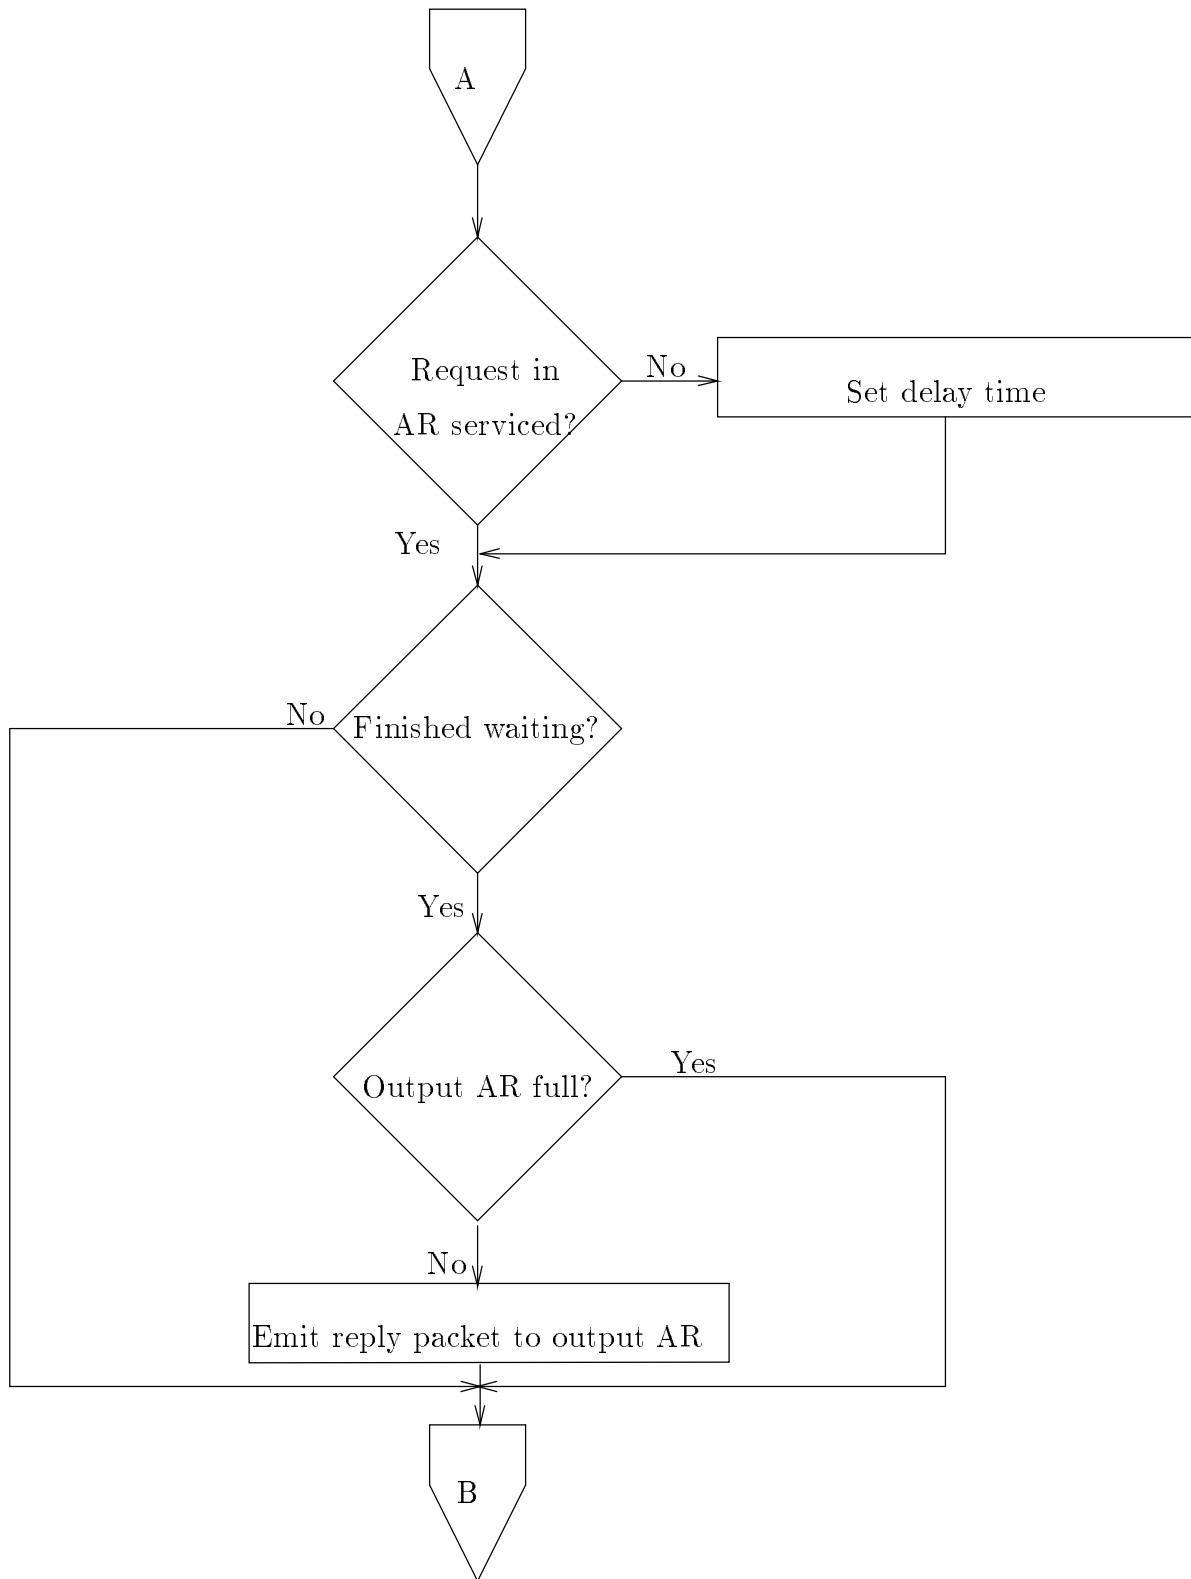 A
Request in
AR serviced?
No
Set delay time
Yes
No
Finished waiting?
Yes
Output AR full?
Yes
No
Emit reply packet to output AR
B